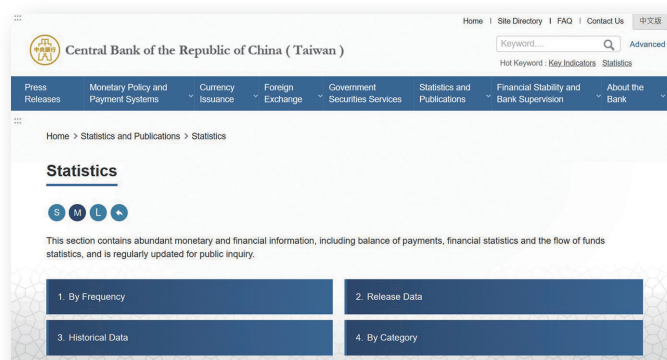 :::
Home | Site Directory | FAQ | Contact Us 中文版
中央銀行
Central Bank of the Republic of China ( Taiwan )
Keyword....
Advanced
Hot Keyword : Key Indicators Statistics
Press Releases
Monetary Policy and Payment Systems
Currency Issuance
Foreign Exchange
Government Securities Services
Statistics and Publications
Financial Stability and Bank Supervision
About the Bank
:::
Home > Statistics and Publications > Statistics
Statistics
S M L
This section contains abundant monetary and financial information, including balance of payments, financial statistics and the flow of funds
statistics, and is regularly updated for public inquiry.
1. By Frequency
2. Release Data
3. Historical Data
4. By Category